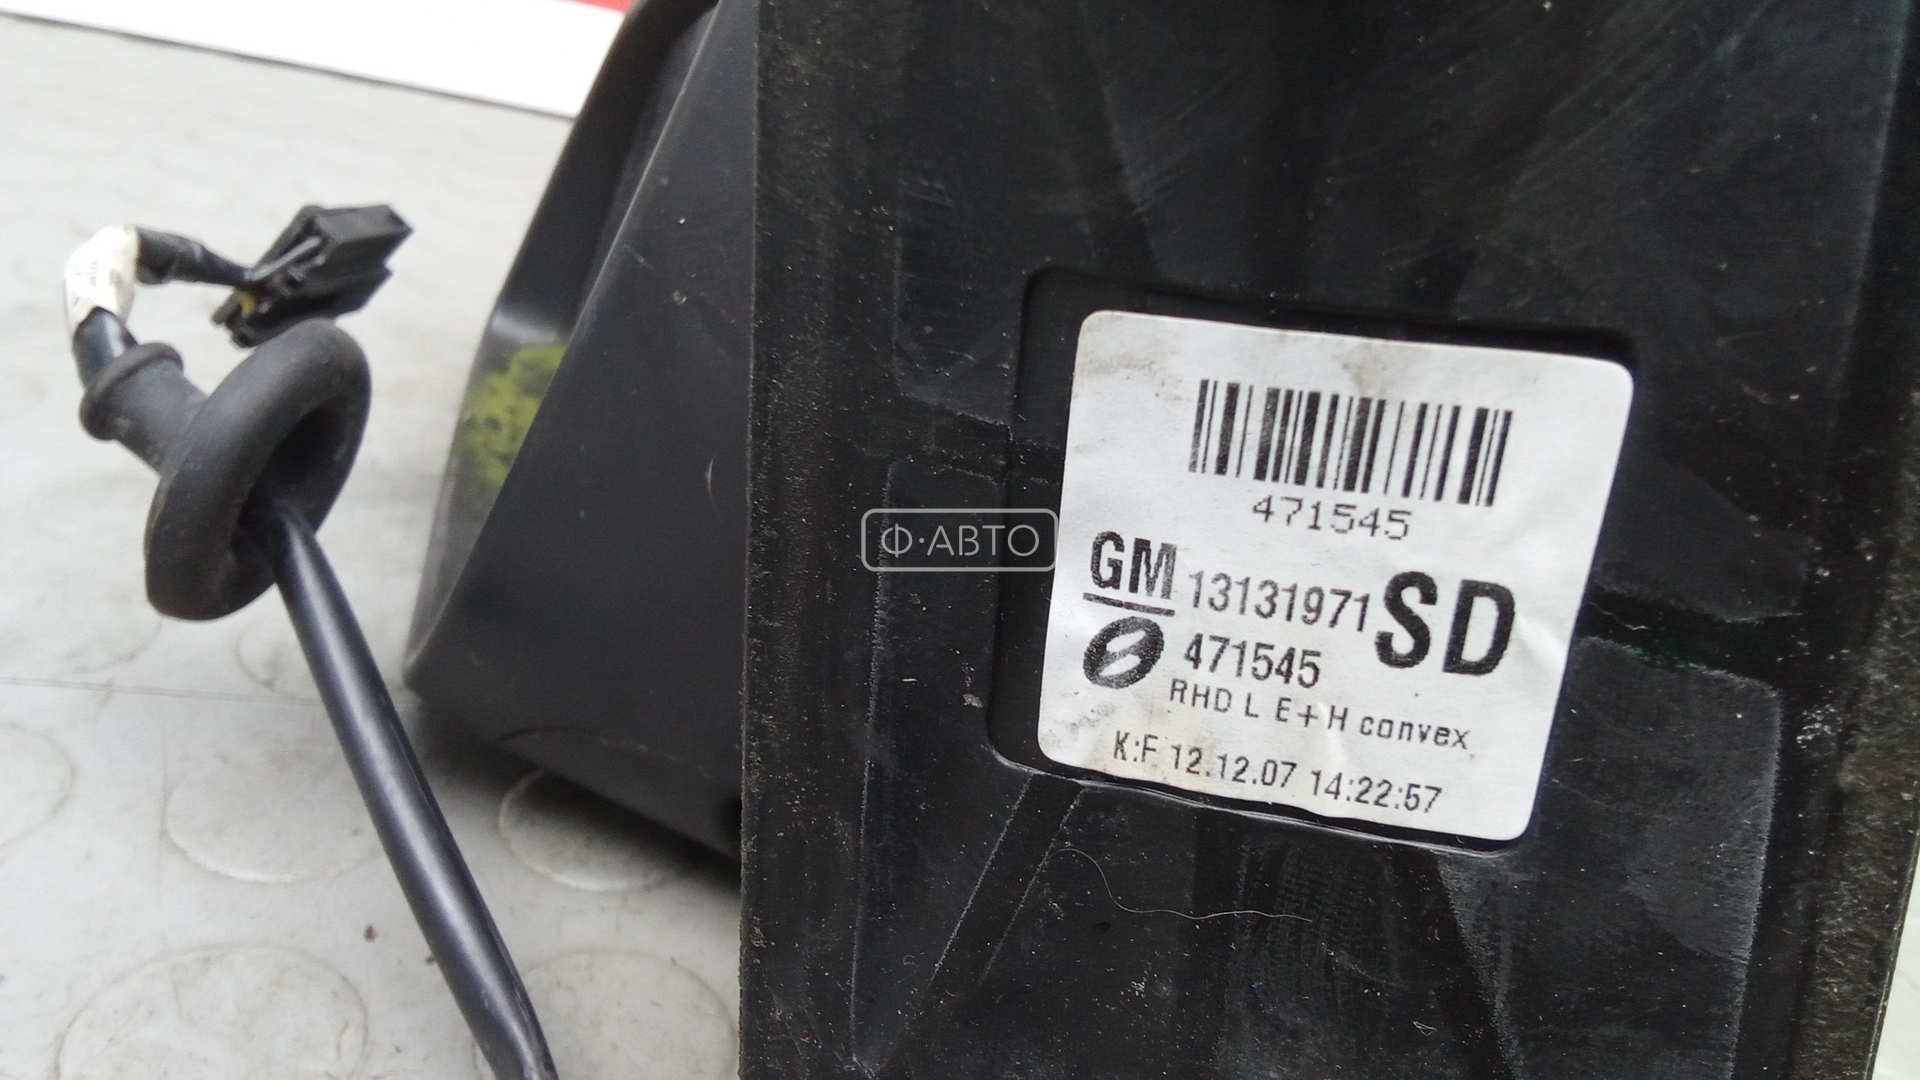 471545
GM 13131971 SD
471545
RHD L E+H convex
K:F 12.12.07 14:22:57
Ф·АВТО